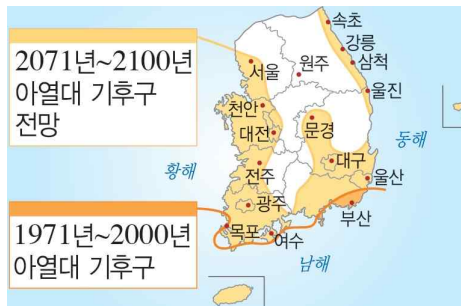 2071년~2100년
아열대 기후구
전망
1971년~2000년
아열대 기후구
속초
강릉
삼척
서울
원주
울진
천안
대전
문경
동해
대구
황해
전주
울산
광주
부산
목포
여수
남해